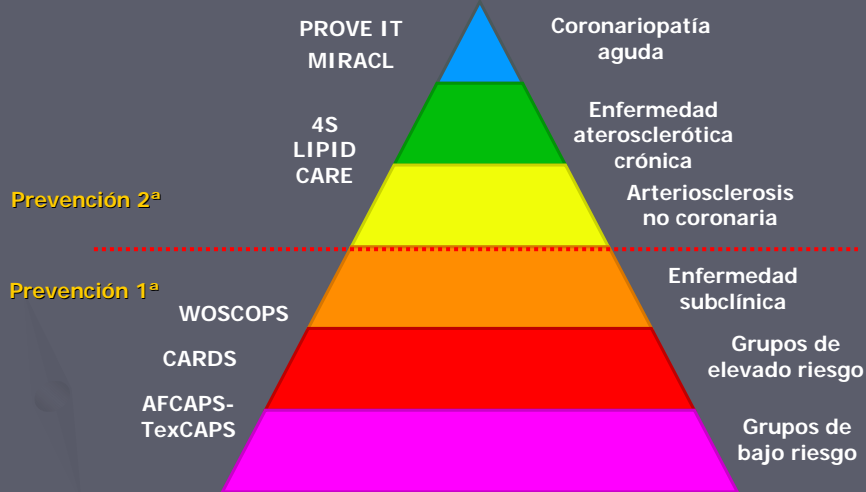 PROVE IT
MIRACL
Coronariopatía
aguda
4S
LIPID
CARE
Enfermedad
aterosclerótica
crónica
Prevención 2ª
Arteriosclerosis
no coronaria
Prevención 1ª
Enfermedad
subclínica
WOSCOPS
CARDS
Grupos de
elevado riesgo
AFCAPS-
TexCAPS
Grupos de
bajo riesgo